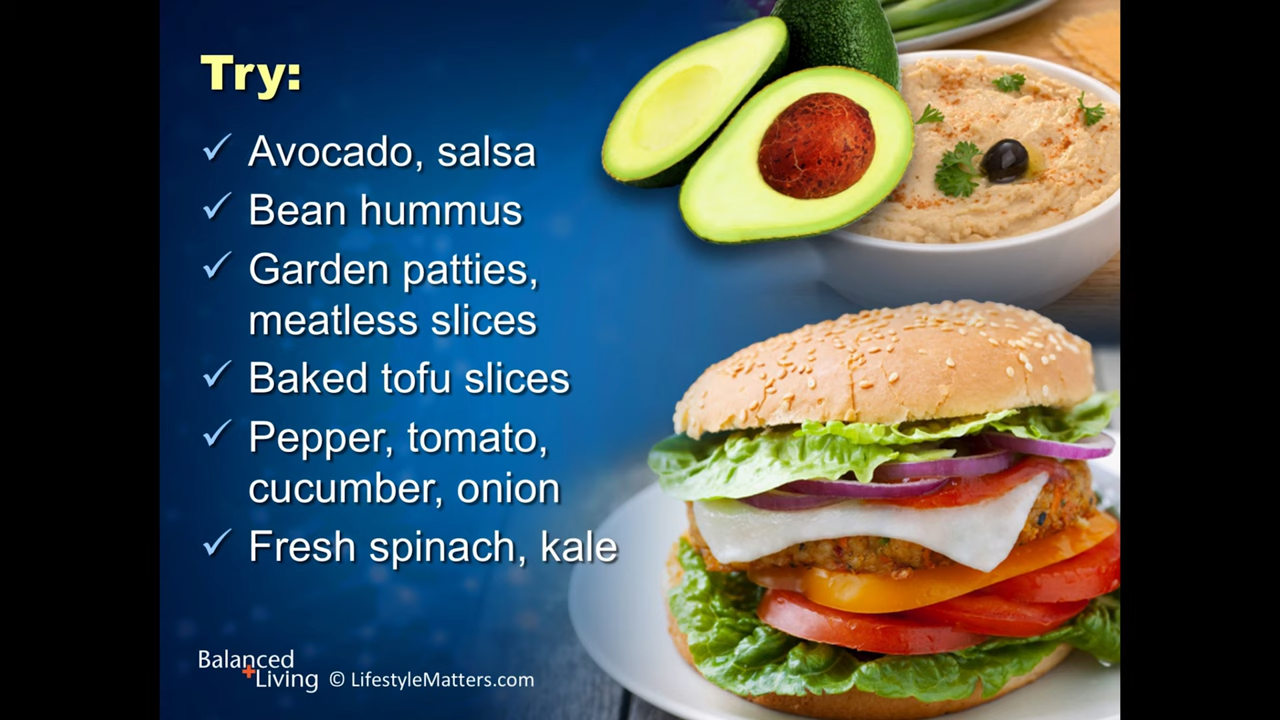 Try:
✓ Avocado, salsa
✓ Bean hummus
✓ Garden patties,
meatless slices
✓ Baked tofu slices
✓ Pepper, tomato,
cucumber, onion
✓ Fresh spinach, kale
Balanced
+Living © LifestyleMatters.com